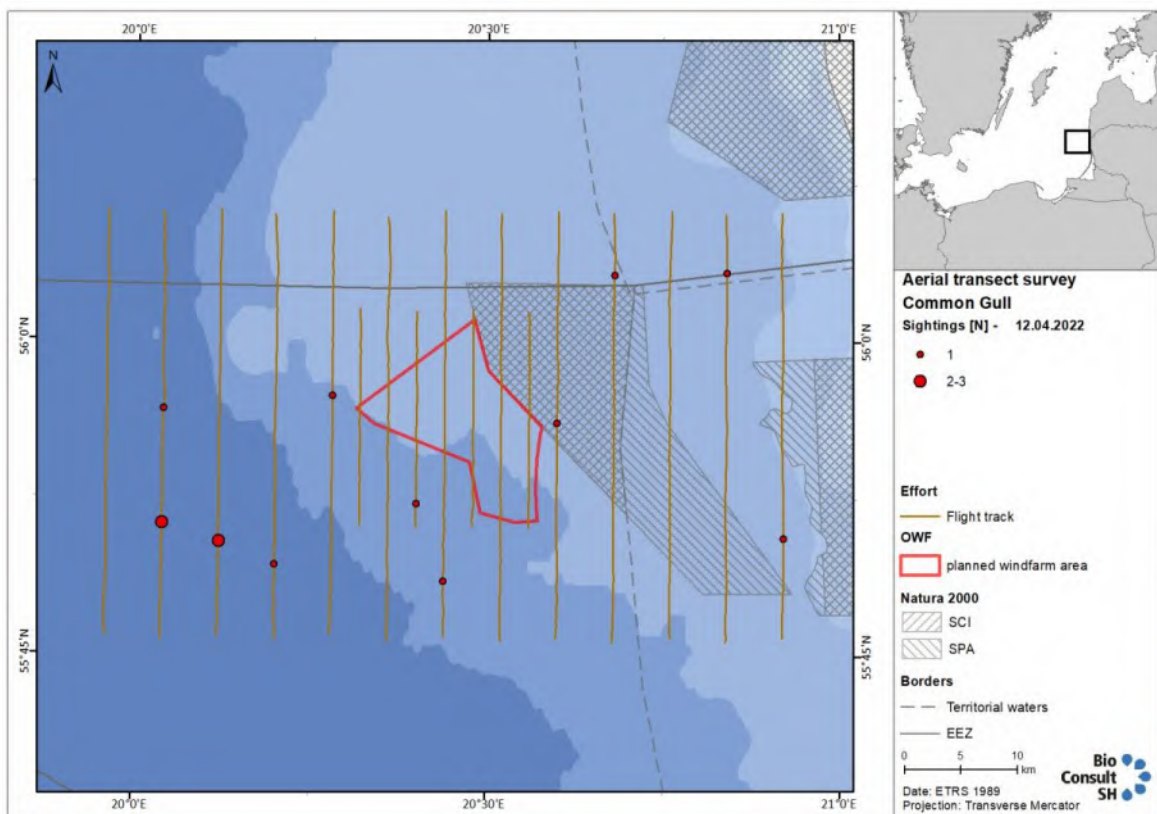 20°0'E
20°30'E
21°0'E
N
56°0'N
56°0'N
55°45'N
55°45'N
20°0'E
20°30'E
21°0'E
Aerial transect survey
Common Gull
Sightings [N] - 12.04.2022
1
2-3
Effort
Flight track
OWF
planned windfarm area
Natura 2000
SCI
SPA
Borders
Territorial waters
EEZ
0 5 10
km
Date: ETRS 1989
Projection: Transverse Mercator
Bio
Consult
SH